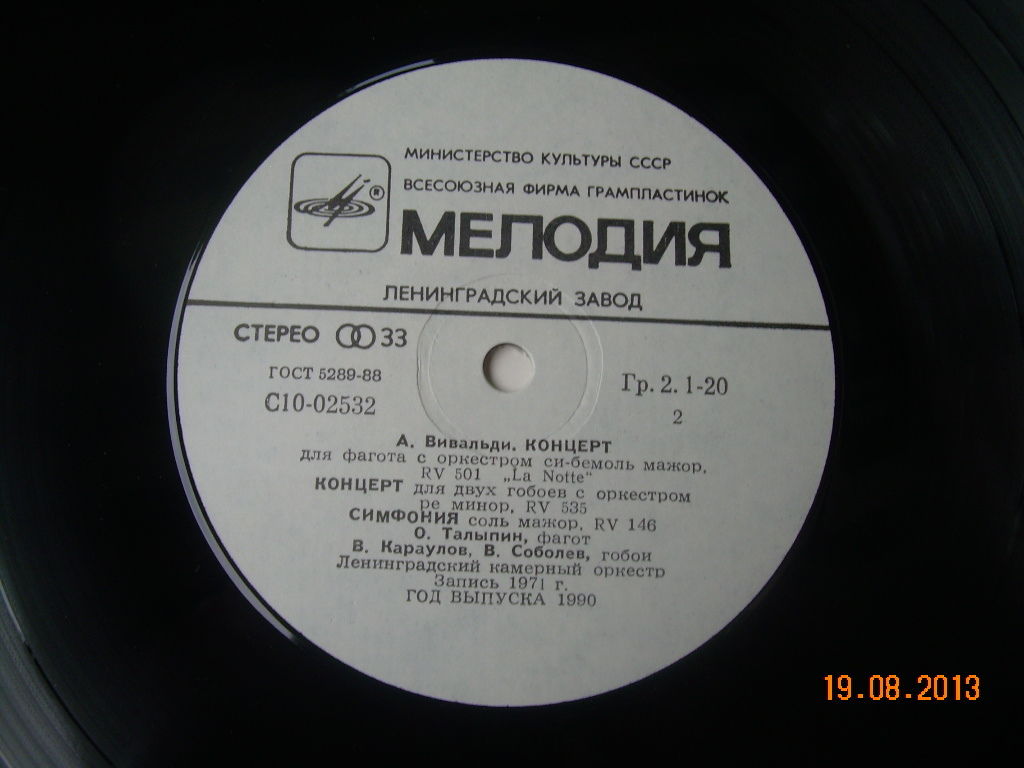 МИНИСТЕРСТВО КУЛЬТУРЫ СССР
ВСЕСОЮЗНАЯ ФИРМА ГРАМПЛАСТИНОК
®
МЕЛОДИЯ
ЛЕНИНГРАДСКИЙ ЗАВОД
СТЕРЕО 33
ГОСТ 5289-88
С10-02532
Гр. 2. 1-20
2
А. Вивальди. КОНЦЕРТ
для фагота с оркестром си-бемоль мажор,
RV 501 „La Notte“
КОНЦЕРТ для двух гобоев с оркестром
ре минор, RV 535
СИМФОНИЯ соль мажор, RV 146
О. Талыпин, фагот
В. Караулов, В. Соболев, гобои
Ленинградский камерный оркестр
Запись 1971 г.
ГОД ВЫПУСКА 1990
19.08.2013